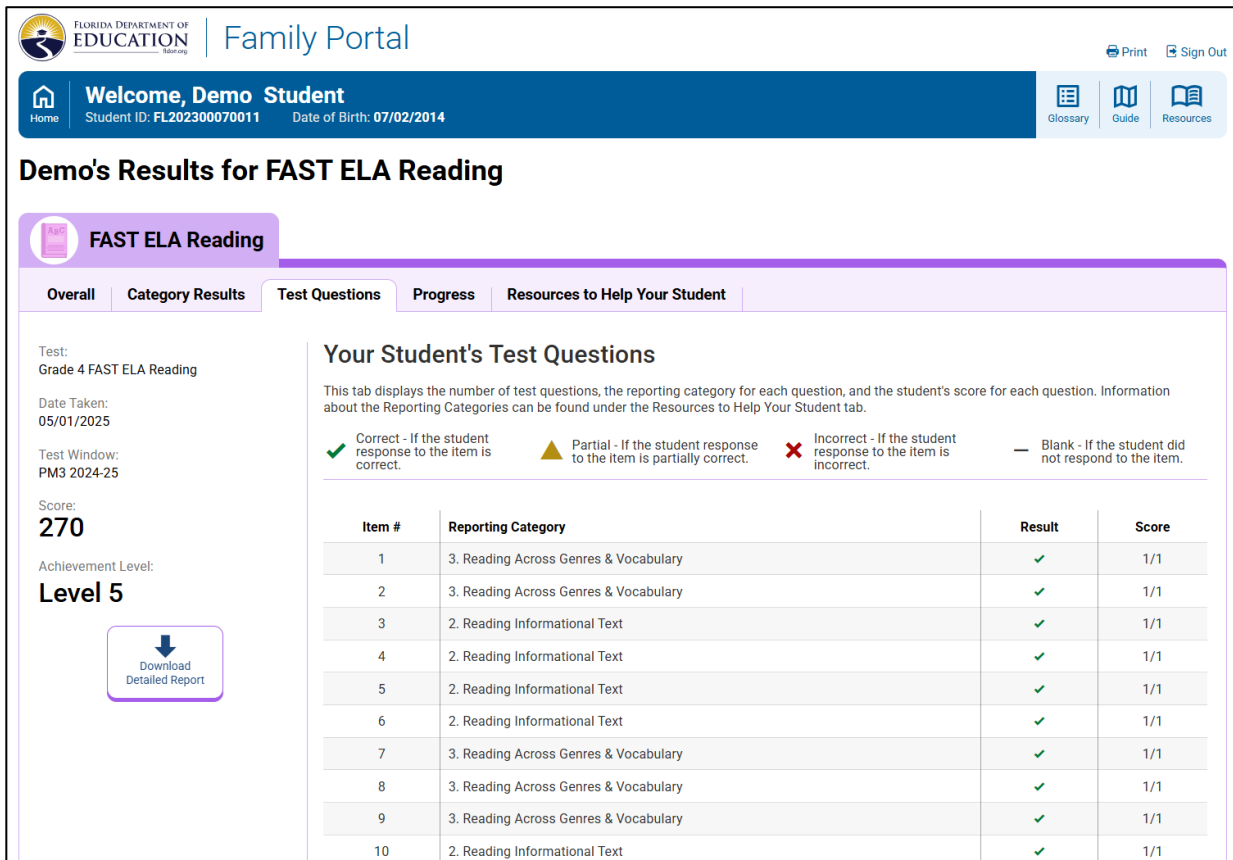 FLORIDA DEPARTMENT OF
EDUCATION
fldoe.org
Family Portal
Print
Sign Out
Home
Welcome, Demo Student
Student ID: FL202300070011 Date of Birth: 07/02/2014
Glossary
Guide
Resources
Demo's Results for FAST ELA Reading
ABC
FAST ELA Reading
Overall
Category Results
Test Questions
Progress
Resources to Help Your Student
Test:
Grade 4 FAST ELA Reading
Date Taken:
05/01/2025
Test Window:
PM3 2024-25
Score:
270
Achievement Level:
Level 5
Download
Detailed Report
Your Student's Test Questions
This tab displays the number of test questions, the reporting category for each question, and the student's score for each question. Information
about the Reporting Categories can be found under the Resources to Help Your Student tab.
Correct - If the student
response to the item is
correct.
Partial - If the student response
to the item is partially correct.
Incorrect - If the student
response to the item is
incorrect.
Blank - If the student did
not respond to the item.
Item # Reporting Category Result Score
1 3. Reading Across Genres & Vocabulary 1/1
2 3. Reading Across Genres & Vocabulary 1/1
3 2. Reading Informational Text 1/1
4 2. Reading Informational Text 1/1
5 2. Reading Informational Text 1/1
6 2. Reading Informational Text 1/1
7 3. Reading Across Genres & Vocabulary 1/1
8 3. Reading Across Genres & Vocabulary 1/1
9 3. Reading Across Genres & Vocabulary 1/1
10 2. Reading Informational Text 1/1